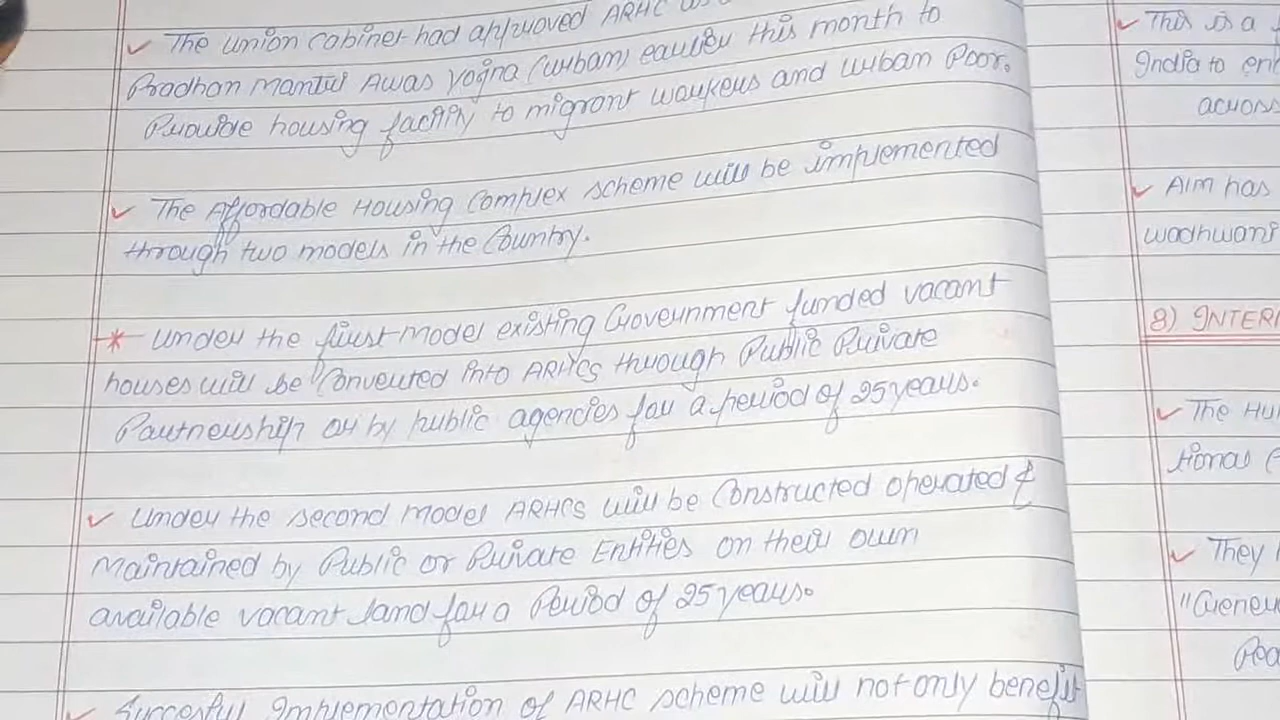 ✓ The union cabinet had approved ARHC
Pradhan Mantri Awas Yojna (urban) earlier this month to
Provide housing facility to migrant workers and urban Poor.
✓ The Affordable Housing Complex scheme will be implemented
through two models in the Country.
* Under the first model existing Government funded vacant
houses will be Converted into ARHCs through Public Private
Partnership or by public agencies for a period of 25 years.
✓ Under the second model ARHCs will be Constructed operated &
Maintained by Public or Private Entities on their own
available vacant land for a Period of 25 years.
✓ Succesful Implementation of ARHC scheme will not only benefit
✓ This is a
India to
across
✓ Aim has
wadhwani
8) INTER
✓ The Hu
tional
✓ They
"Gener